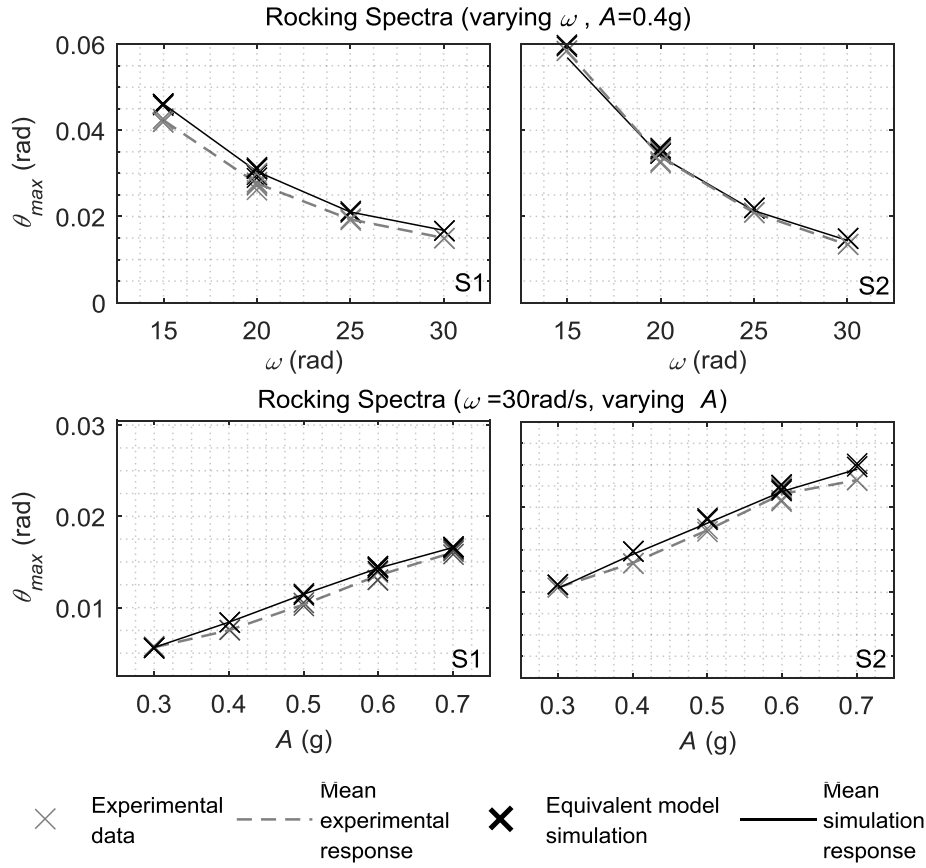 Rocking Spectra (varying ω , A=0.4g)
0.06
0.04
0.02
0
θmax (rad)
S1
S2
15 20 25 30
15 20 25 30
ω (rad)
ω (rad)
Rocking Spectra (ω =30rad/s, varying A)
0.03
0.02
0.01
θmax (rad)
S1
S2
0.3 0.4 0.5 0.6 0.7
0.3 0.4 0.5 0.6 0.7
A (g)
A (g)
Experimental
data
Mean
experimental
response
Equivalent model
simulation
Mean
simulation
response